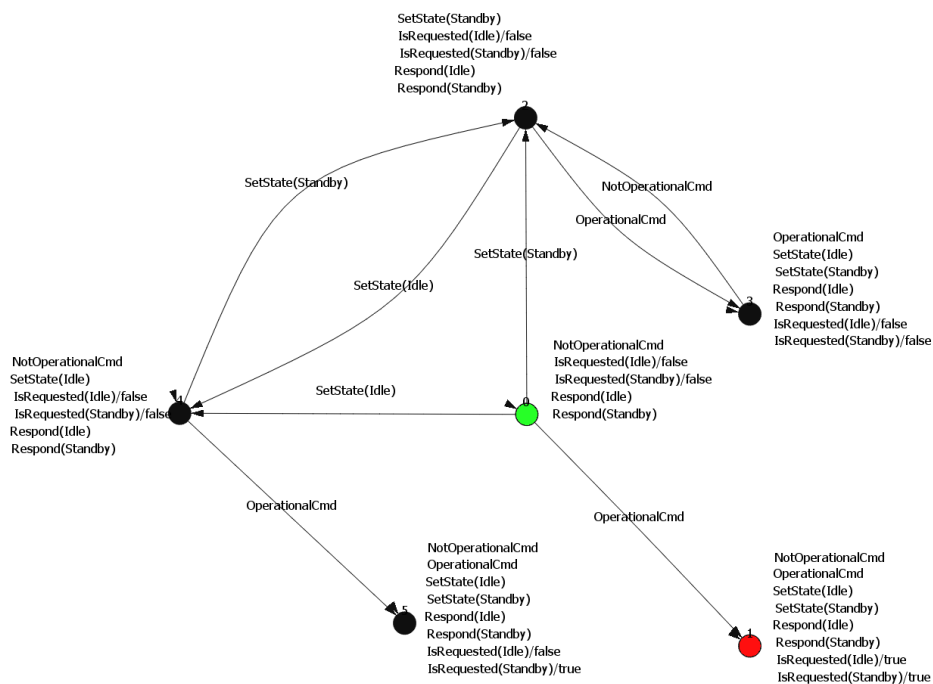 SetState(Standby)
IsRequested(Idle)/false
IsRequested(Standby)/false
Respond(Idle)
Respond(Standby)
2
SetState(Standby)
NotOperationalCmd
OperationalCmd
SetState(Standby)
SetState(Idle)
OperationalCmd
SetState(Idle)
SetState(Standby)
Respond(Idle)
Respond(Standby)
IsRequested(Idle)/false
IsRequested(Standby)/false
3
NotOperationalCmd
SetState(Idle)
IsRequested(Idle)/false
IsRequested(Standby)/false
Respond(Idle)
Respond(Standby)
4
SetState(Idle)
NotOperationalCmd
IsRequested(Idle)/false
IsRequested(Standby)/false
Respond(Idle)
Respond(Standby)
0
OperationalCmd
OperationalCmd
NotOperationalCmd
OperationalCmd
SetState(Idle)
SetState(Standby)
Respond(Idle)
Respond(Standby)
IsRequested(Idle)/false
IsRequested(Standby)/true
5
NotOperationalCmd
OperationalCmd
SetState(Idle)
SetState(Standby)
Respond(Idle)
Respond(Standby)
IsRequested(Idle)/true
IsRequested(Standby)/true
1